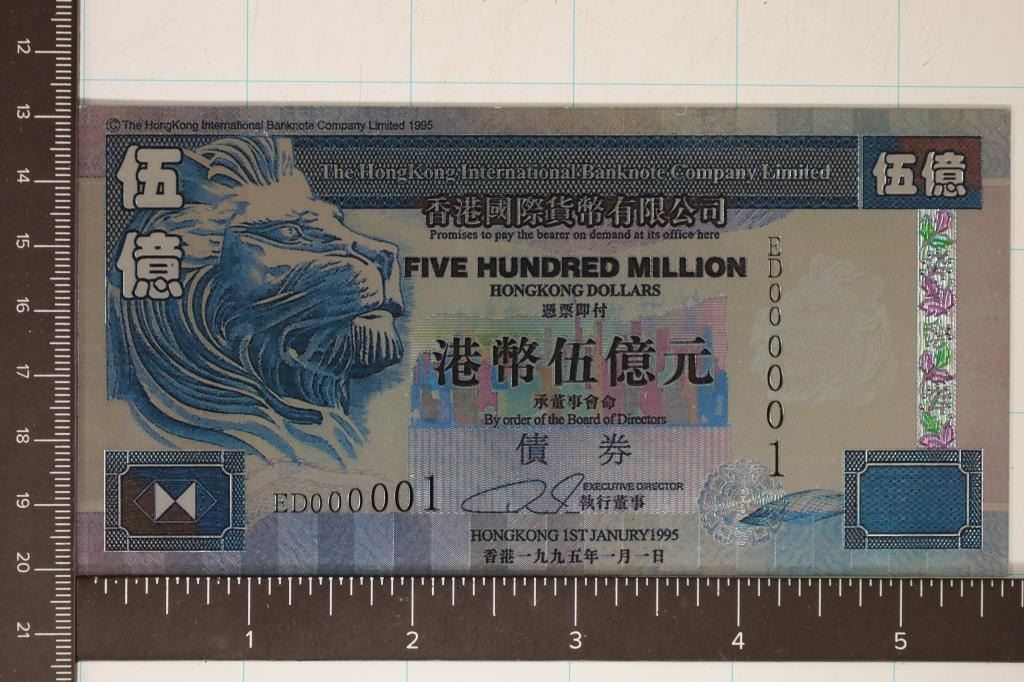 © The HongKong International Banknote Company Limited 1995
The HongKong International Banknote Company Limited
伍億
伍億
香港國際貨幣有限公司
Promises to pay the bearer on demand at its office here
FIVE HUNDRED MILLION
HONGKONG DOLLARS
憑票即付
港幣伍億元
承董事會命
By order of the Board of Directors
債 券
ED000001
ED000001
EXECUTIVE DIRECTOR
執行董事
HONGKONG 1ST JANURY 1995
香港一九九五年一月一日
12
13
14
15
16
17
18
19
20
21
1 2 3 4 5